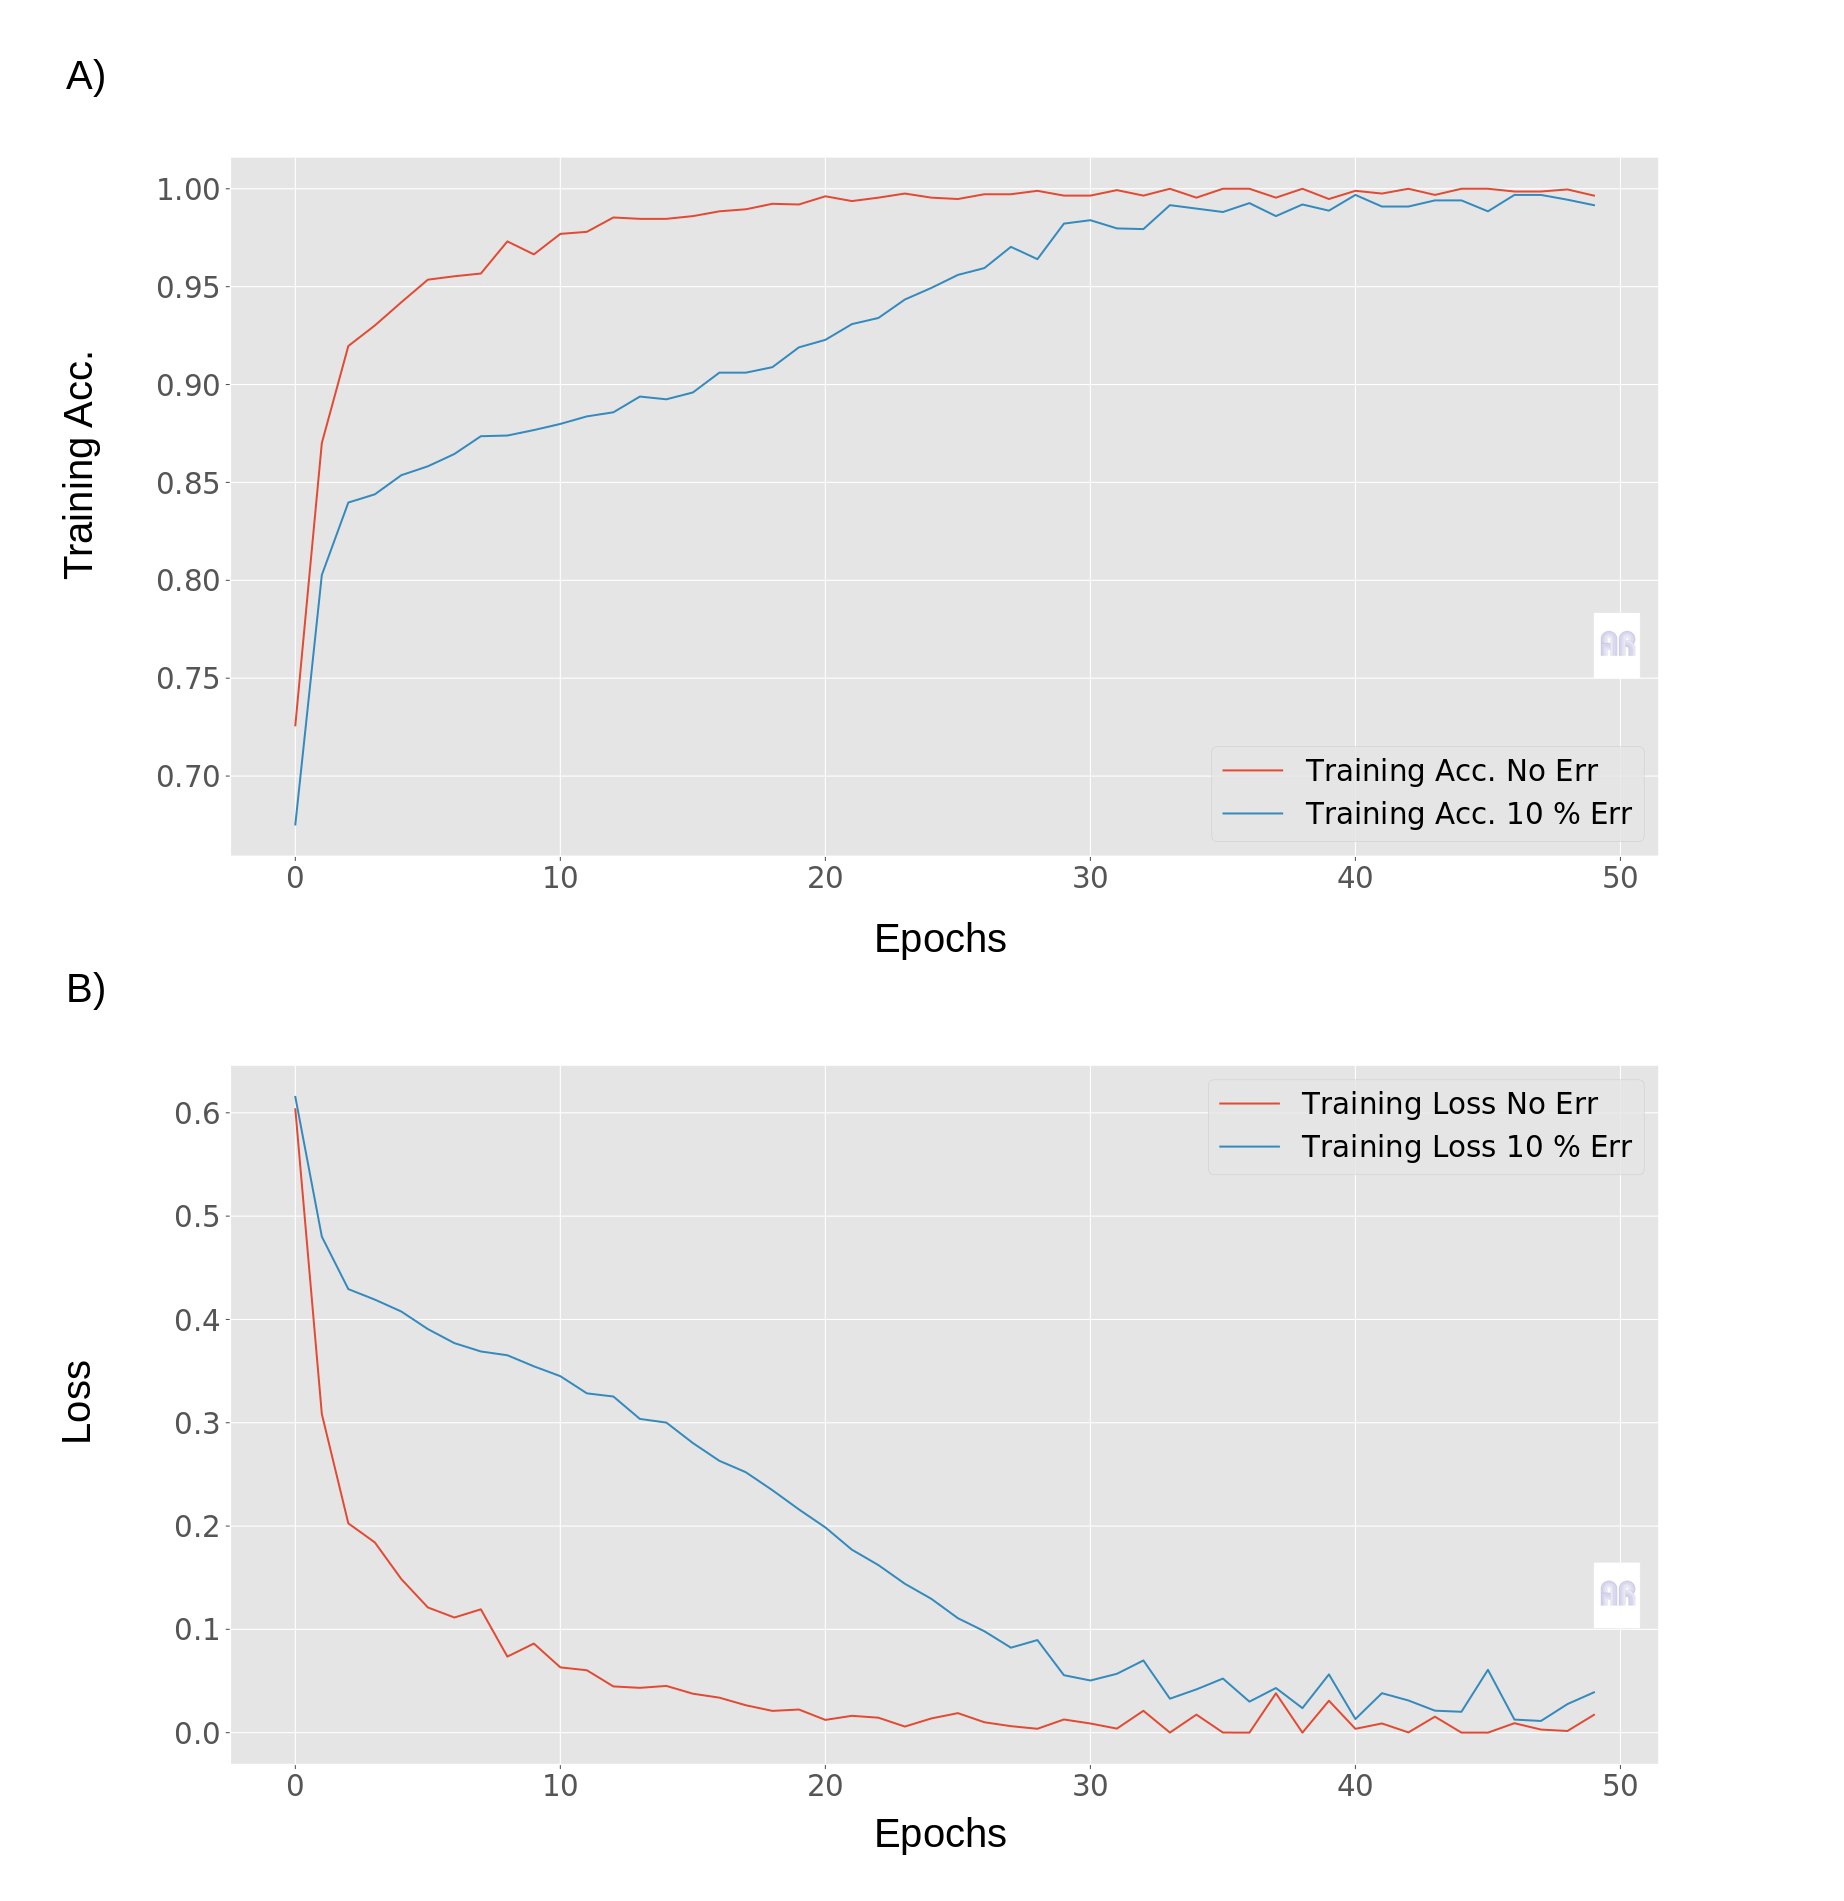 A)
Training Acc.
1.00
0.95
0.90
0.85
0.80
0.75
0.70
AR
Training Acc. No Err
Training Acc. 10 % Err
0 10 20 30 40 50
Epochs
B)
Loss
0.6
0.5
0.4
0.3
0.2
0.1
0.0
Training Loss No Err
Training Loss 10 % Err
AR
0 10 20 30 40 50
Epochs